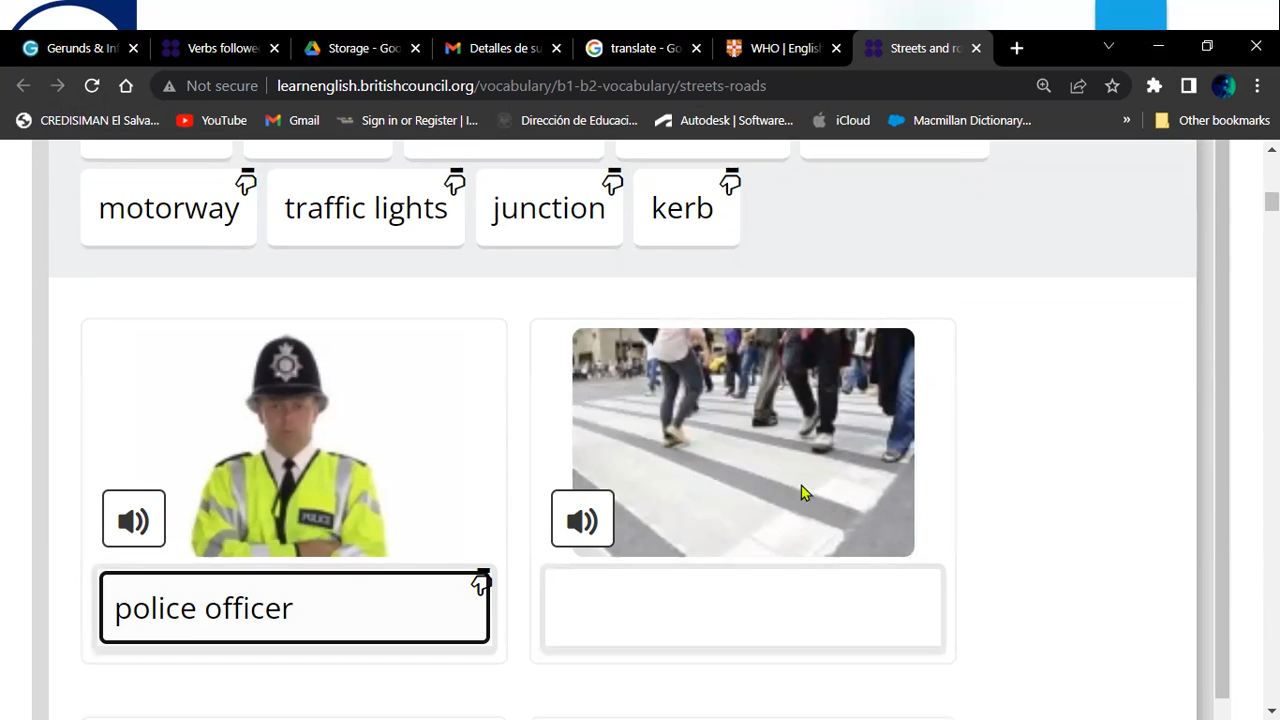 Gerunds & Inf
Verbs followe
Storage - Goo
Detalles de su
translate - Go
WHO | English
Streets and ro
Not secure
learnenglish.britishcouncil.org/vocabulary/b1-b2-vocabulary/streets-roads
CREDISIMAN El Salva...
YouTube
Gmail
Sign in or Register | I...
Dirección de Educaci...
Autodesk | Software...
iCloud
Macmillan Dictionary...
»
Other bookmarks
motorway
traffic lights
junction
kerb
POLICE
police officer